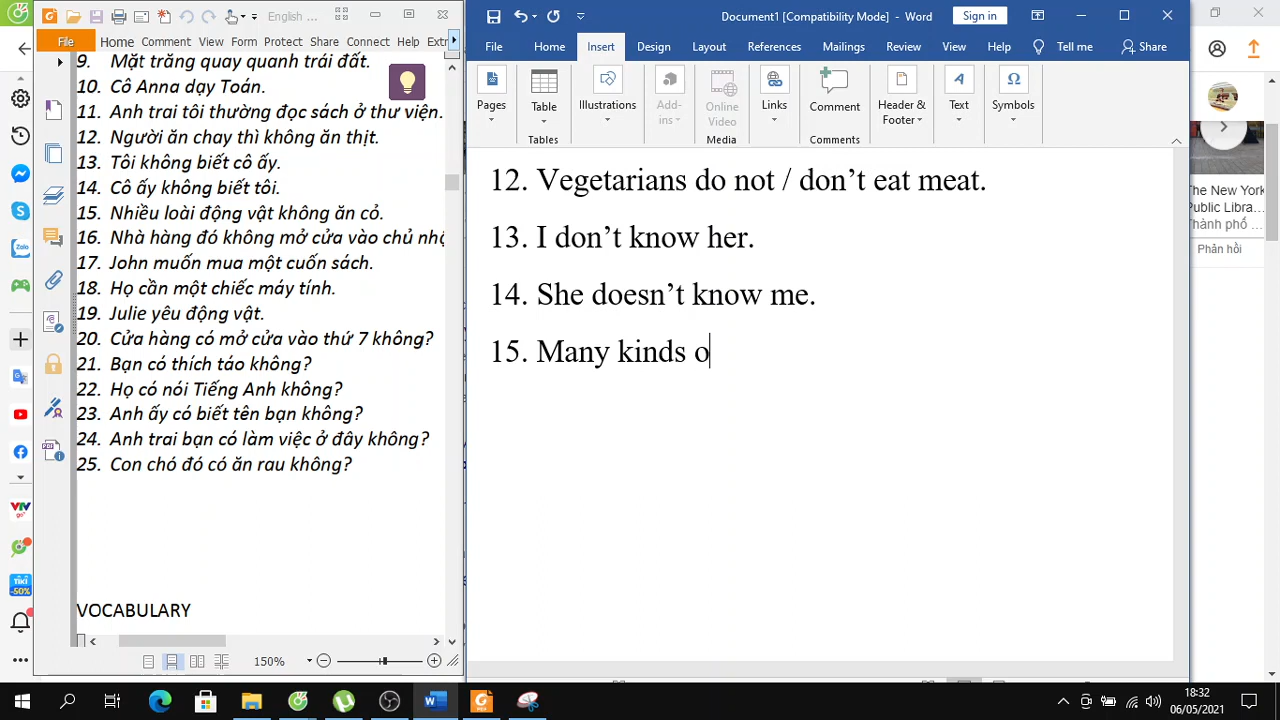 English ...
File
Home
Comment
View
Form
Protect
Share
Connect
Help
Extr
9. Mặt trăng quay quanh trái đất.
10. Cô Anna dạy Toán.
11. Anh trai tôi thường đọc sách ở thư viện.
12. Người ăn chay thì không ăn thịt.
13. Tôi không biết cô ấy.
14. Cô ấy không biết tôi.
15. Nhiều loài động vật không ăn cỏ.
16. Nhà hàng đó không mở cửa vào chủ nhậ
17. John muốn mua một cuốn sách.
18. Họ cần một chiếc máy tính.
19. Julie yêu động vật.
20. Cửa hàng có mở cửa vào thứ 7 không?
21. Bạn có thích táo không?
22. Họ có nói Tiếng Anh không?
23. Anh ấy có biết tên bạn không?
24. Anh trai bạn có làm việc ở đây không?
25. Con chó đó có ăn rau không?
VOCABULARY
150%
Document1 [Compatibility Mode] - Word
Sign in
File
Home
Insert
Design
Layout
References
Mailings
Review
View
Help
Tell me
Share
Pages
Table
Illustrations
Add-
ins
Online
Video
Links
Comment
Header &
Footer
Text
Symbols
Tables
Media
Comments
12. Vegetarians do not / don’t eat meat.
13. I don’t know her.
14. She doesn’t know me.
15. Many kinds o
The New York
Public Libra...
Thành phố ...
Phản hồi
Zalo
VTV
go
TIKI
-50%
18:32
06/05/2021